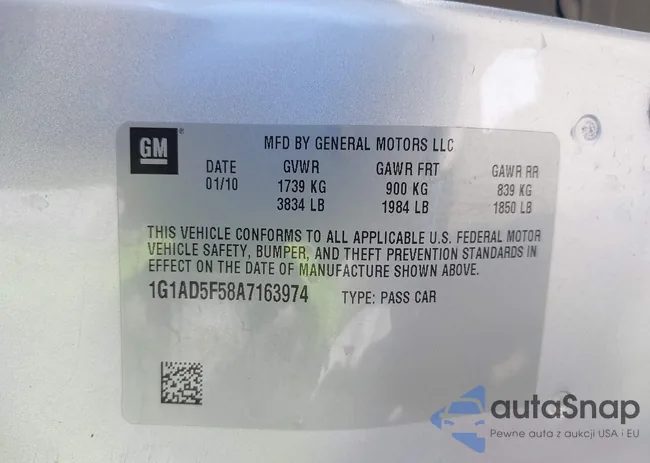 GM
MFD BY GENERAL MOTORS LLC
DATE GVWR GAWR FRT GAWR RR
01/10 1739 KG 900 KG 839 KG
3834 LB 1984 LB 1850 LB
THIS VEHICLE CONFORMS TO ALL APPLICABLE U.S. FEDERAL MOTOR
VEHICLE SAFETY, BUMPER, AND THEFT PREVENTION STANDARDS IN
EFFECT ON THE DATE OF MANUFACTURE SHOWN ABOVE.
1G1AD5F58A7163974 TYPE: PASS CAR
autaSnap
Pewne auta z aukcji USA i EU